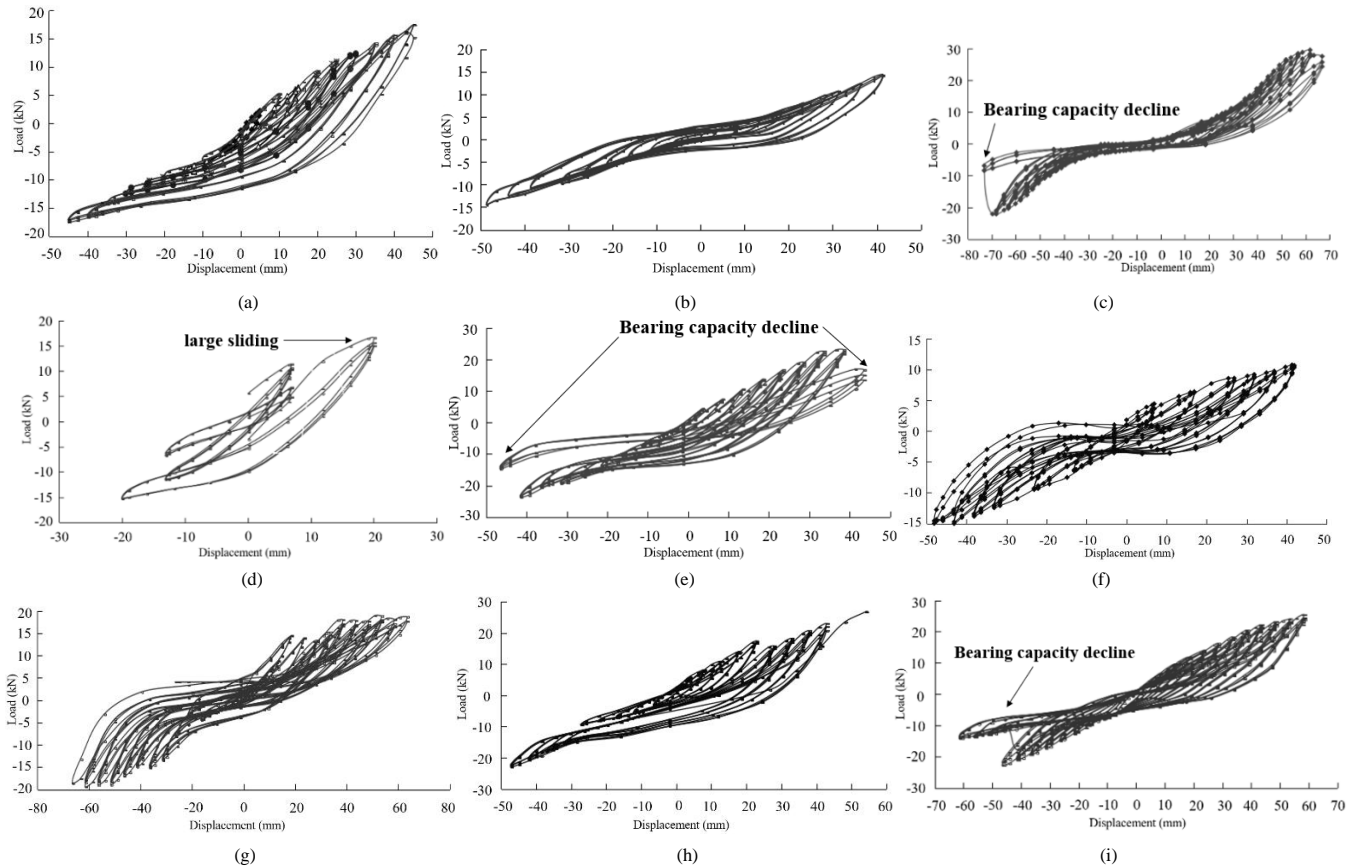 20
15
10
5
0
-5
-10
-15
-20
Load (kN)
-50 -40 -30 -20 -10 0 10 20 30 40 50
Displacement (mm)
(a)
20
15
10
5
0
-5
-10
-15
-20
Load (kN)
-50 -40 -30 -20 -10 0 10 20 30 40 50
Displacement (mm)
(b)
30
20
10
0
-10
-20
-30
Load (kN)
Bearing capacity decline
-80 -70 -60 -50 -40 -30 -20 -10 0 10 20 30 40 50 60 70
Displacement (mm)
(c)
20
15
10
5
0
-5
-10
-15
-20
Load (kN)
large sliding
-30 -20 -10 0 10 20 30
Displacement (mm)
(d)
30
20
10
0
-10
-20
-30
Load (kN)
Bearing capacity decline
-50 -40 -30 -20 -10 0 10 20 30 40 50
Displacement (mm)
(e)
20
15
10
5
0
-5
-10
-15
Load (kN)
-50 -40 -30 -20 -10 0 10 20 30 40 50
Displacement (mm)
(f)
20
15
10
5
0
-5
-10
-15
-19
Load (kN)
-80 -60 -40 -20 0 20 40 60 80
Displacement (mm)
(g)
30
20
10
0
-10
-20
-30
Load (kN)
-50 -40 -30 -20 -10 0 10 20 30 40 50 60
Displacement (mm)
(h)
30
20
10
0
-10
-20
-30
Load (kN)
Bearing capacity decline
-70 -60 -50 -40 -30 -20 -10 0 10 20 30 40 50 60 70
Displacement (mm)
(i)